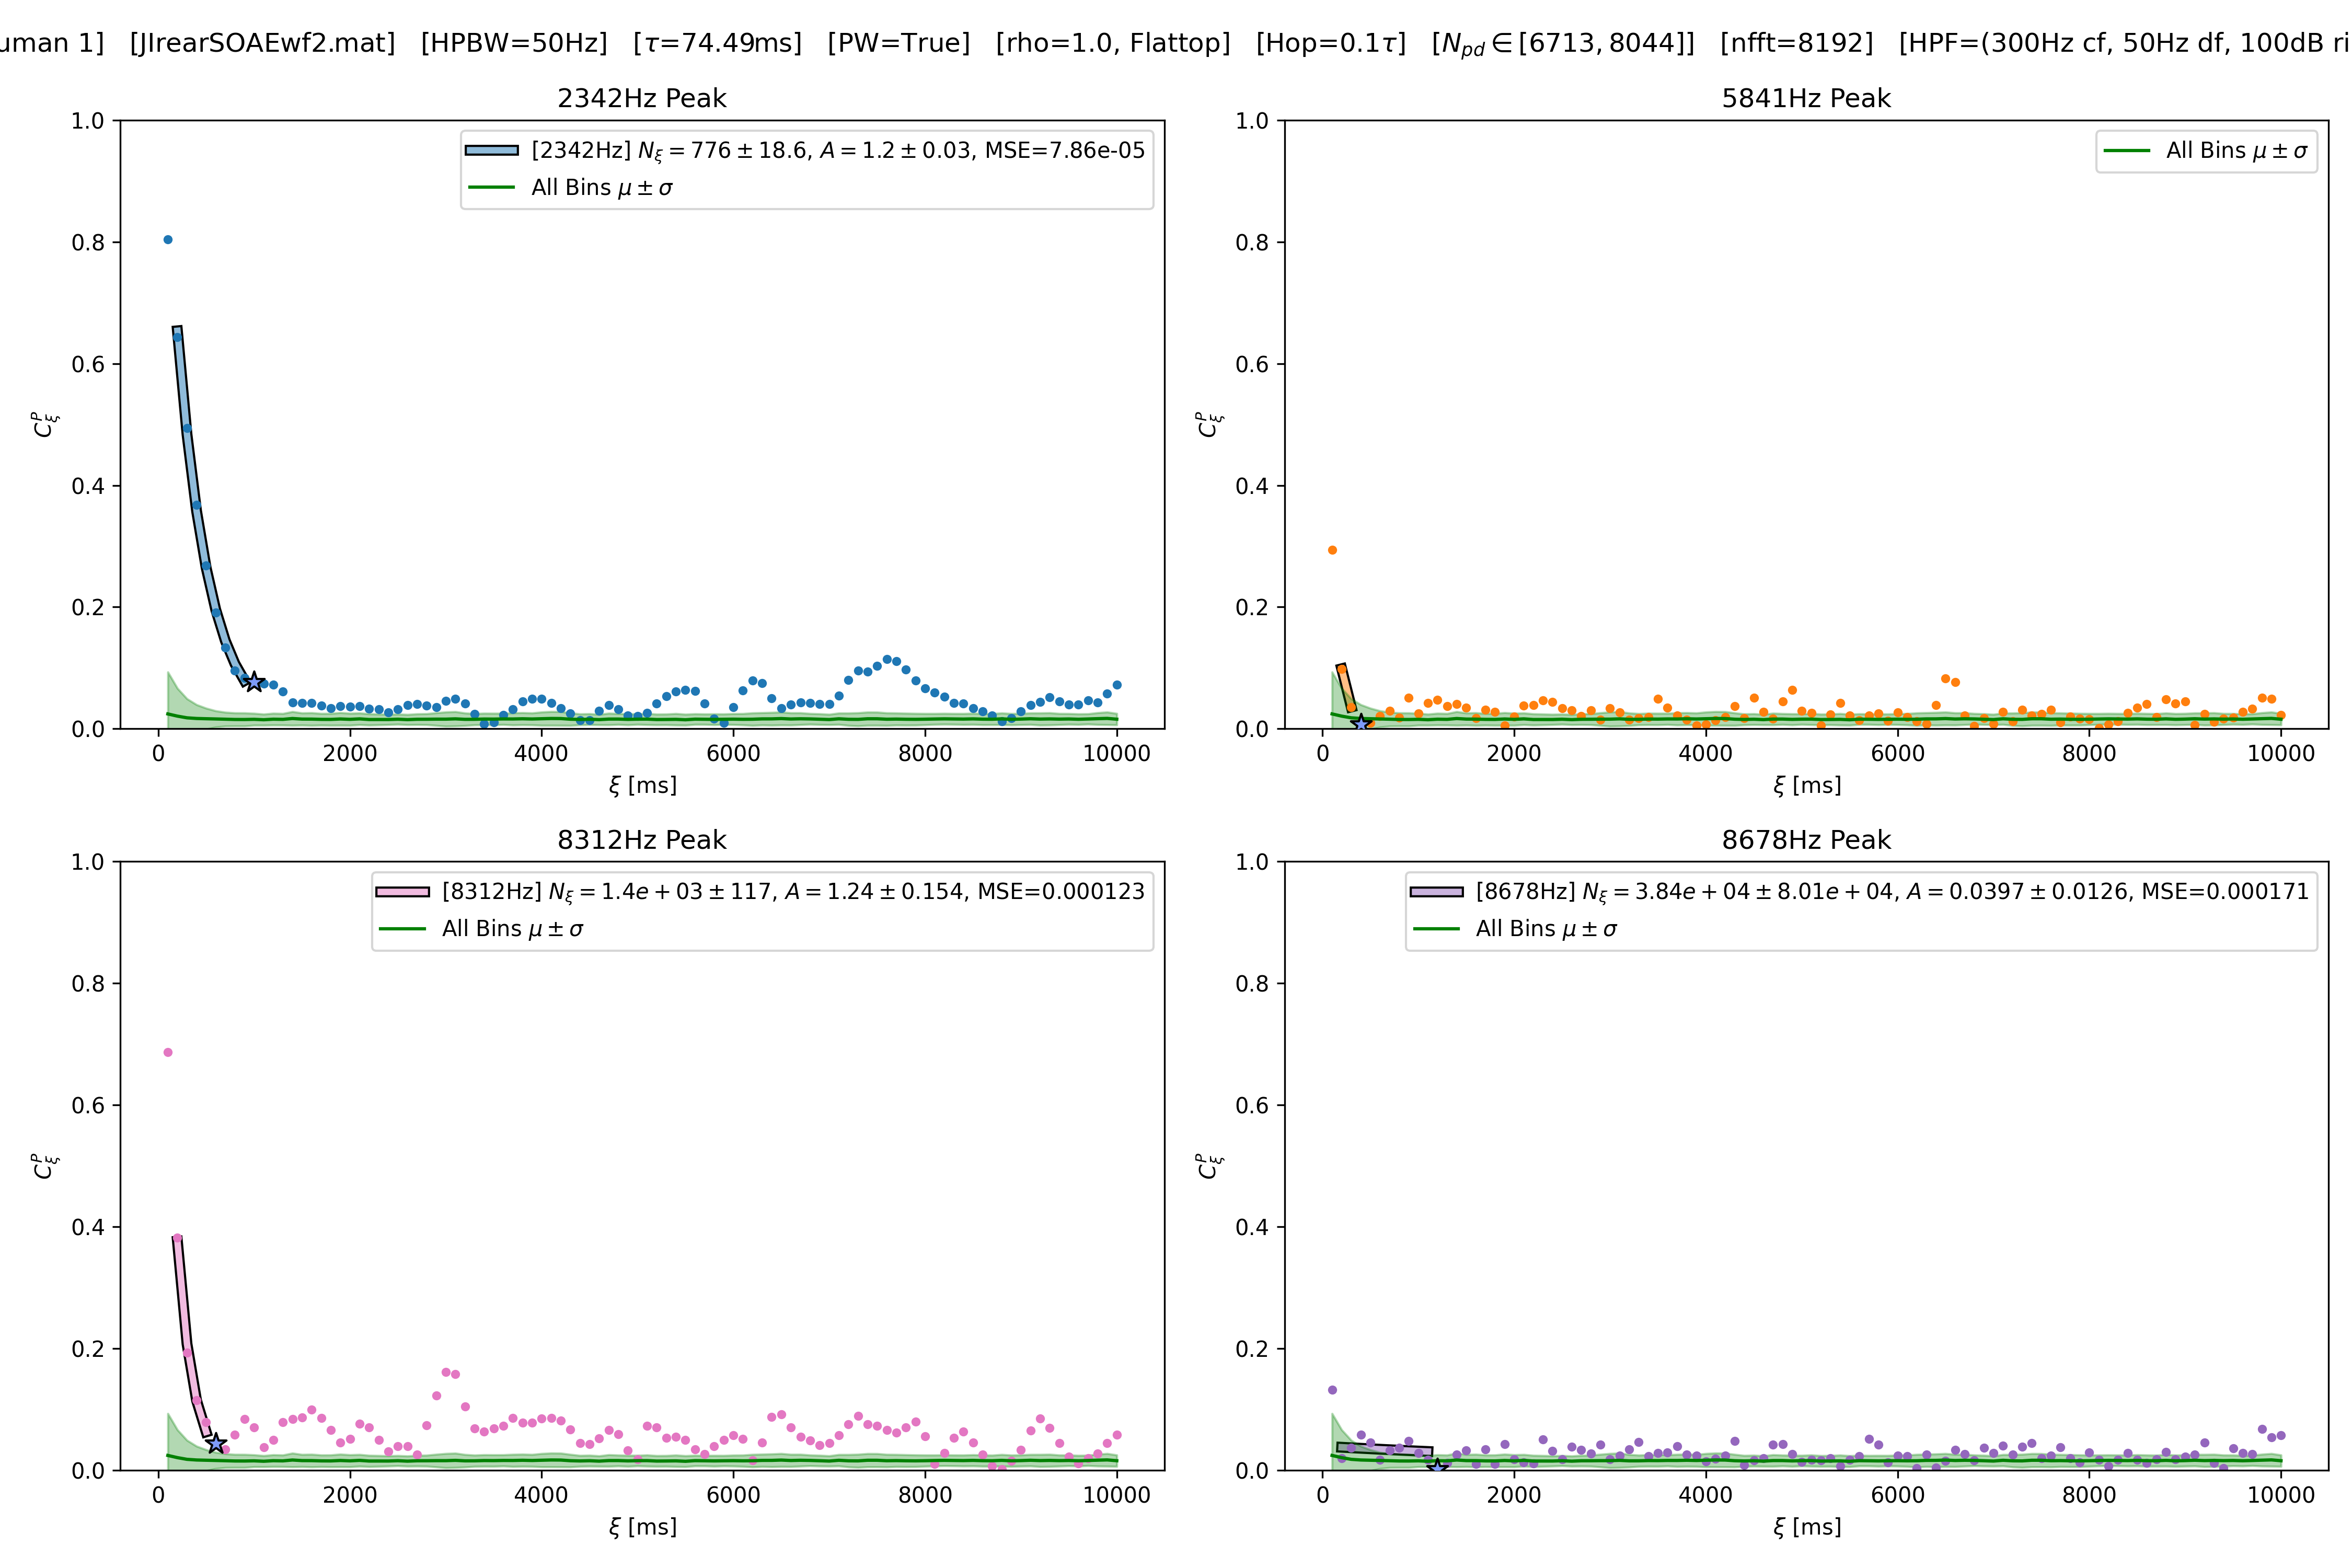 uman 1] [JIrearSOAEwf2.mat] [HPBW=50Hz] [τ=74.49ms] [PW=True] [rho=1.0, Flattop] [Hop=0.1τ] [N_pd ∈ [6713, 8044]] [nfft=8192] [HPF=(300Hz cf, 50Hz df, 100dB ri
2342Hz Peak
1.0
0.8
0.6
0.4
0.2
0.0
C^P_ξ
[2342Hz] N_ξ = 776 ± 18.6, A = 1.2 ± 0.03, MSE=7.86e-05
All Bins μ ± σ
0 2000 4000 6000 8000 10000
ξ [ms]
5841Hz Peak
1.0
0.8
0.6
0.4
0.2
0.0
C^P_ξ
All Bins μ ± σ
0 2000 4000 6000 8000 10000
ξ [ms]
8312Hz Peak
1.0
0.8
0.6
0.4
0.2
0.0
C^P_ξ
[8312Hz] N_ξ = 1.4e + 03 ± 117, A = 1.24 ± 0.154, MSE=0.000123
All Bins μ ± σ
0 2000 4000 6000 8000 10000
ξ [ms]
8678Hz Peak
1.0
0.8
0.6
0.4
0.2
0.0
C^P_ξ
[8678Hz] N_ξ = 3.84e + 04 ± 8.01e + 04, A = 0.0397 ± 0.0126, MSE=0.000171
All Bins μ ± σ
0 2000 4000 6000 8000 10000
ξ [ms]